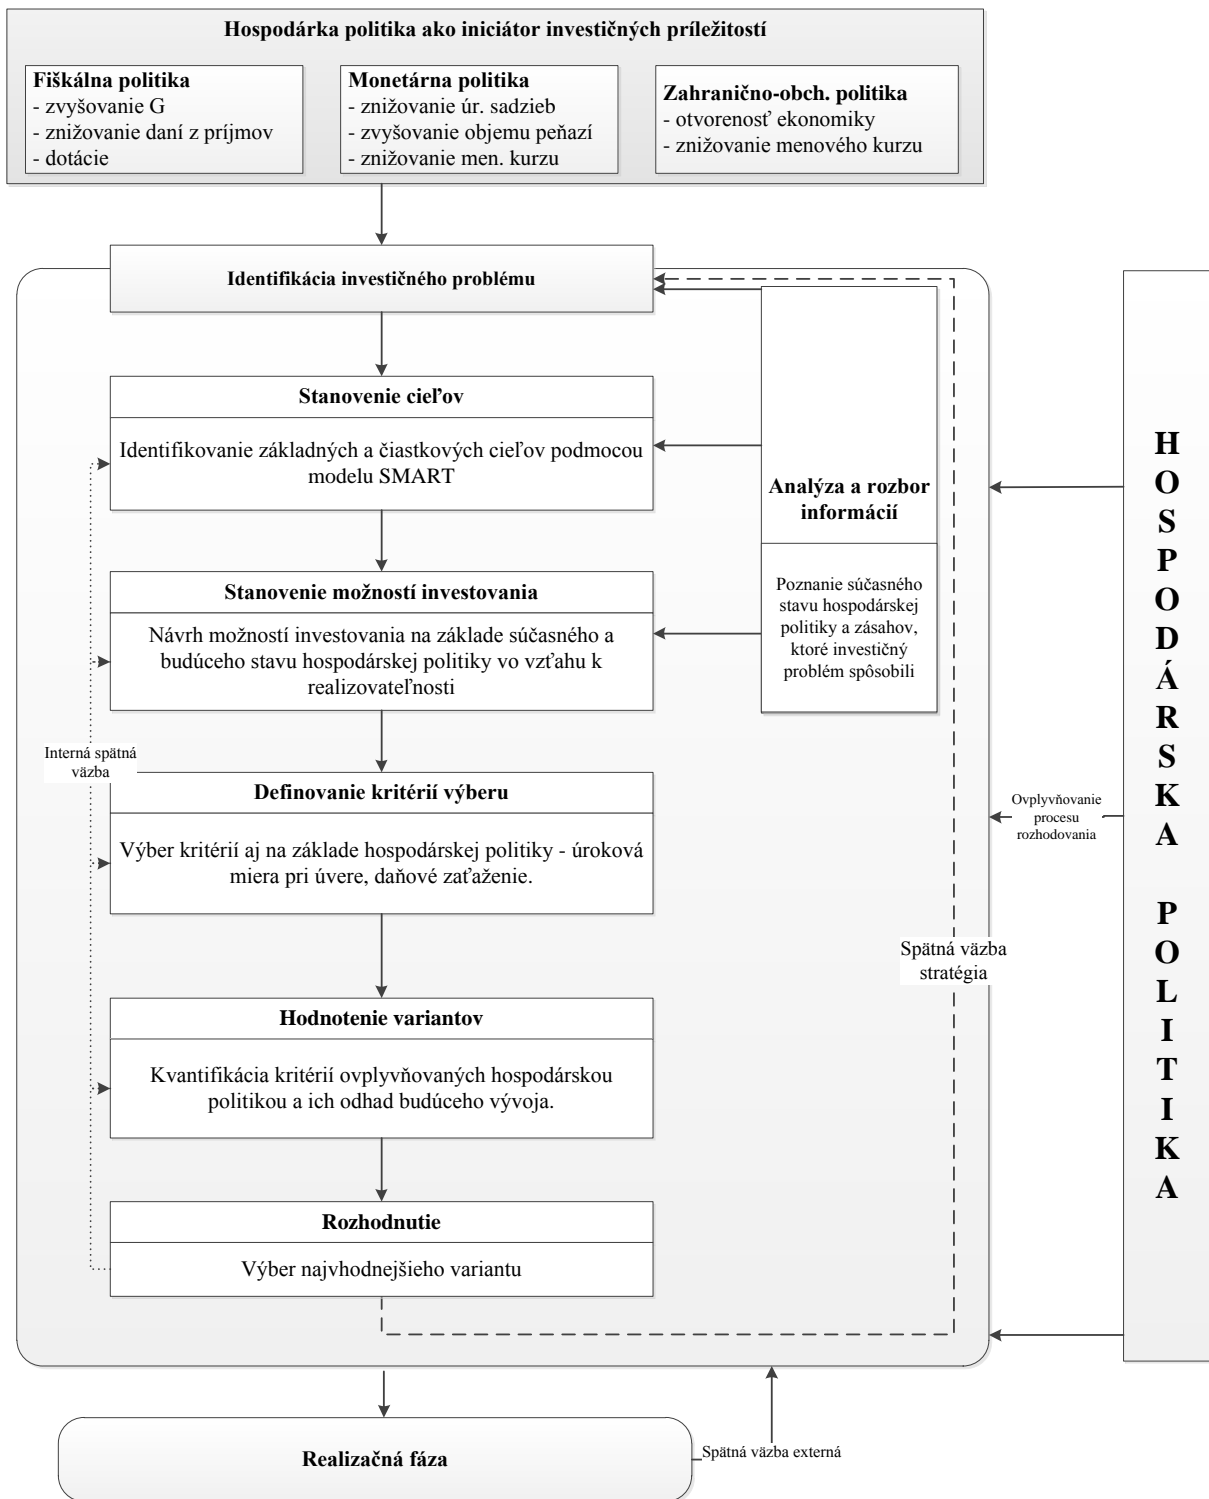 Hospodárka politika ako iniciátor investičných príležitostí
Fiškálna politika
- zvyšovanie G
- znižovanie daní z príjmov
- dotácie
Monetárna politika
- znižovanie úr. sadzieb
- zvyšovanie objemu peňazí
- znižovanie men. kurzu
Zahranično-obch. politika
- otvorenosť ekonomiky
- znižovanie menového kurzu
Identifikácia investičného problému
Stanovenie cieľov
Identifikovanie základných a čiastkových cieľov podmocou
modelu SMART
Analýza a rozbor
informácií
Poznanie súčasného
stavu hospodárskej
politiky a zásahov,
ktoré investičný
problém spôsobili
Stanovenie možností investovania
Návrh možností investovania na základe súčasného a
budúceho stavu hospodárskej politiky vo vzťahu k
realizovateľnosti
Interná spätná
väzba
Definovanie kritérií výberu
Výber kritérií aj na základe hospodárskej politiky - úroková
miera pri úvere, daňové zaťaženie.
Ovplyvňovanie
procesu
rozhodovania
Spätná väzba
stratégia
Hodnotenie variantov
Kvantifikácia kritérií ovplyvňovaných hospodárskou
politikou a ich odhad budúceho vývoja.
Rozhodnutie
Výber najvhodnejšieho variantu
Realizačná fáza
Spätná väzba externá
H
O
S
P
O
D
Á
R
S
K
A
P
O
L
I
T
I
K
A